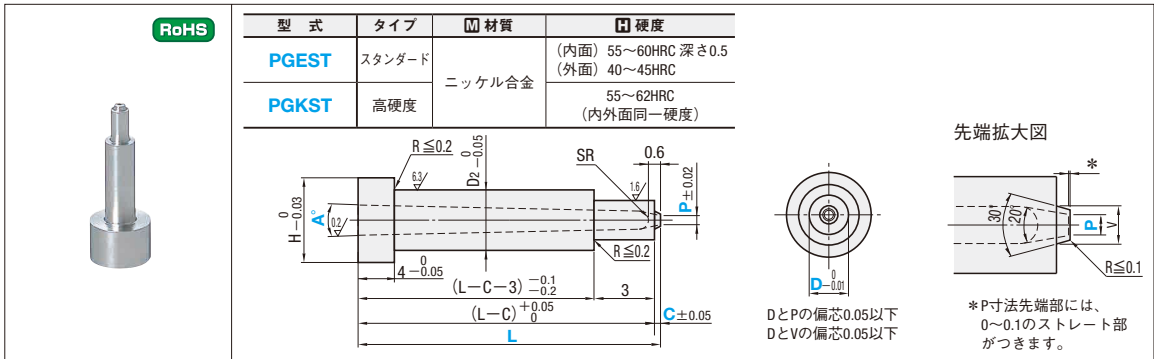 RoHS
型 式 タイプ M 材質 H 硬度
PGEST スタンダード ニッケル合金 (内面) 55~60HRC 深さ0.5
(外面) 40~45HRC
PGKST 高硬度 55~62HRC
(内外面同一硬度)
R≦0.2
D2 0 -0.05
SR
0.6
6.3
1.6
P±0.02
H 0 -0.03
A°
0.2
R≦0.2
4 0 -0.05
(L-C-3) -0.1 -0.2
3
(L-C) +0.05 0
C±0.05
L
D 0 -0.01
DとPの偏芯0.05以下
DとVの偏芯0.05以下
先端拡大図
*
30°
20°
P
V
R≦0.1
*P寸法先端部には、
0~0.1のストレート部
がつきます。